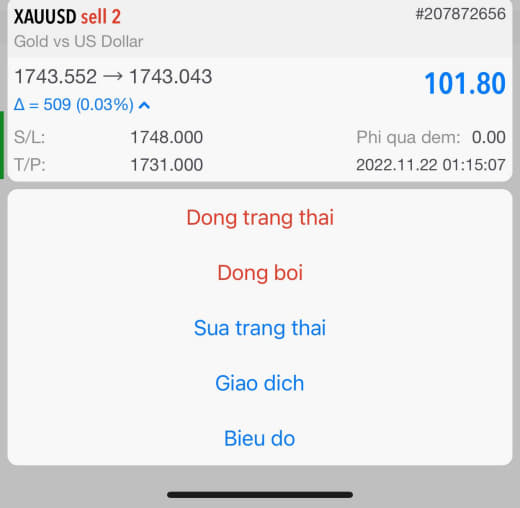 XAUUSD sell 2 #207872656
Gold vs US Dollar
1743.552 → 1743.043 101.80
Δ = 509 (0.03%)
S/L: 1748.000 Phi qua dem: 0.00
T/P: 1731.000 2022.11.22 01:15:07
Dong trang thai
Dong boi
Sua trang thai
Giao dich
Bieu do